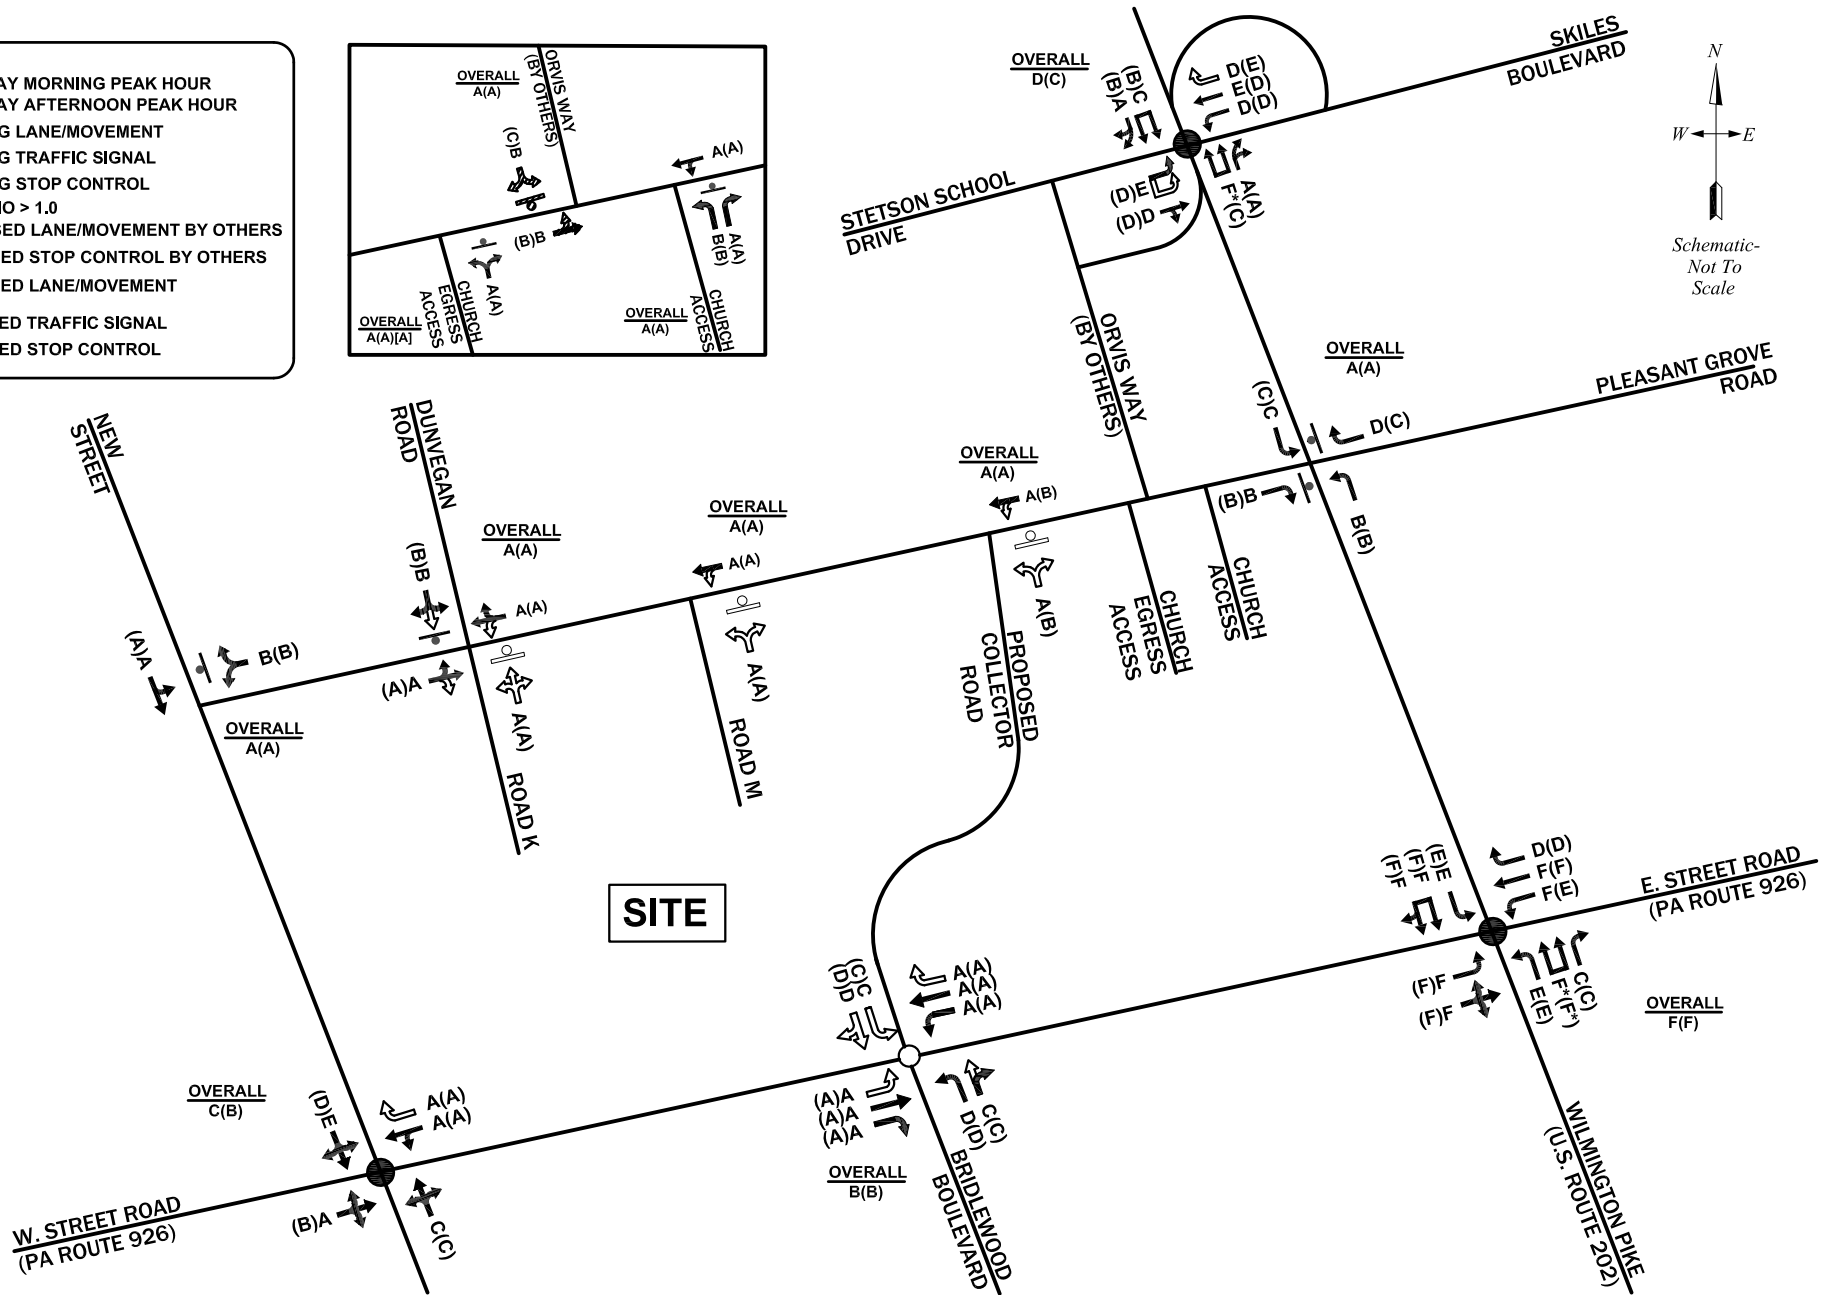 AY MORNING PEAK HOUR
AY AFTERNOON PEAK HOUR
G LANE/MOVEMENT
G TRAFFIC SIGNAL
G STOP CONTROL
IO > 1.0
SED LANE/MOVEMENT BY OTHERS
ED STOP CONTROL BY OTHERS
ED LANE/MOVEMENT
ED TRAFFIC SIGNAL
ED STOP CONTROL
OVERALL
A(A)
ORVIS WAY
(BY OTHERS)
(C)B
A(A)
(B)B
A(A)
B(B)
A(A)
CHURCH
EGRESS
ACCESS
OVERALL
A(A)[A]
OVERALL
A(A)
CHURCH
ACCESS
OVERALL
D(C)
(B)C
(B)A
D(E)
E(D)
D(D)
SKILES
BOULEVARD
N
W E
Schematic-
Not To
Scale
STETSON SCHOOL
DRIVE
(D)E
(D)D
A(A)
F*(C)
ORVIS WAY
(BY OTHERS)
OVERALL
A(A)
PLEASANT GROVE
ROAD
(C)C
D(C)
(B)B
B(B)
NEW
STREET
DUNVEGAN
ROAD
OVERALL
A(A)
A(B)
OVERALL
A(A)
OVERALL
A(A)
(B)B
A(A)
A(A)
(A)A
B(B)
(A)A
A(A)
A(A)
A(B)
OVERALL
A(A)
ROAD K
ROAD M
PROPOSED
COLLECTOR
ROAD
CHURCH
EGRESS
ACCESS
CHURCH
ACCESS
SITE
(E)E
(F)F
(F)F
D(D)
F(F)
F(E)
E. STREET ROAD
(PA ROUTE 926)
(F)F
(F)F
C(C)
F*(F*)
E(E)
OVERALL
F(F)
(C)C
(D)D
A(A)
A(A)
A(A)
(A)A
(A)A
(A)A
C(C)
D(D)
OVERALL
B(B)
BRIDLEWOOD
BOULEVARD
WILMINGTON PIKE
(U.S. ROUTE 202)
OVERALL
C(B)
(D)E
A(A)
A(A)
(B)A
C(C)
W. STREET ROAD
(PA ROUTE 926)